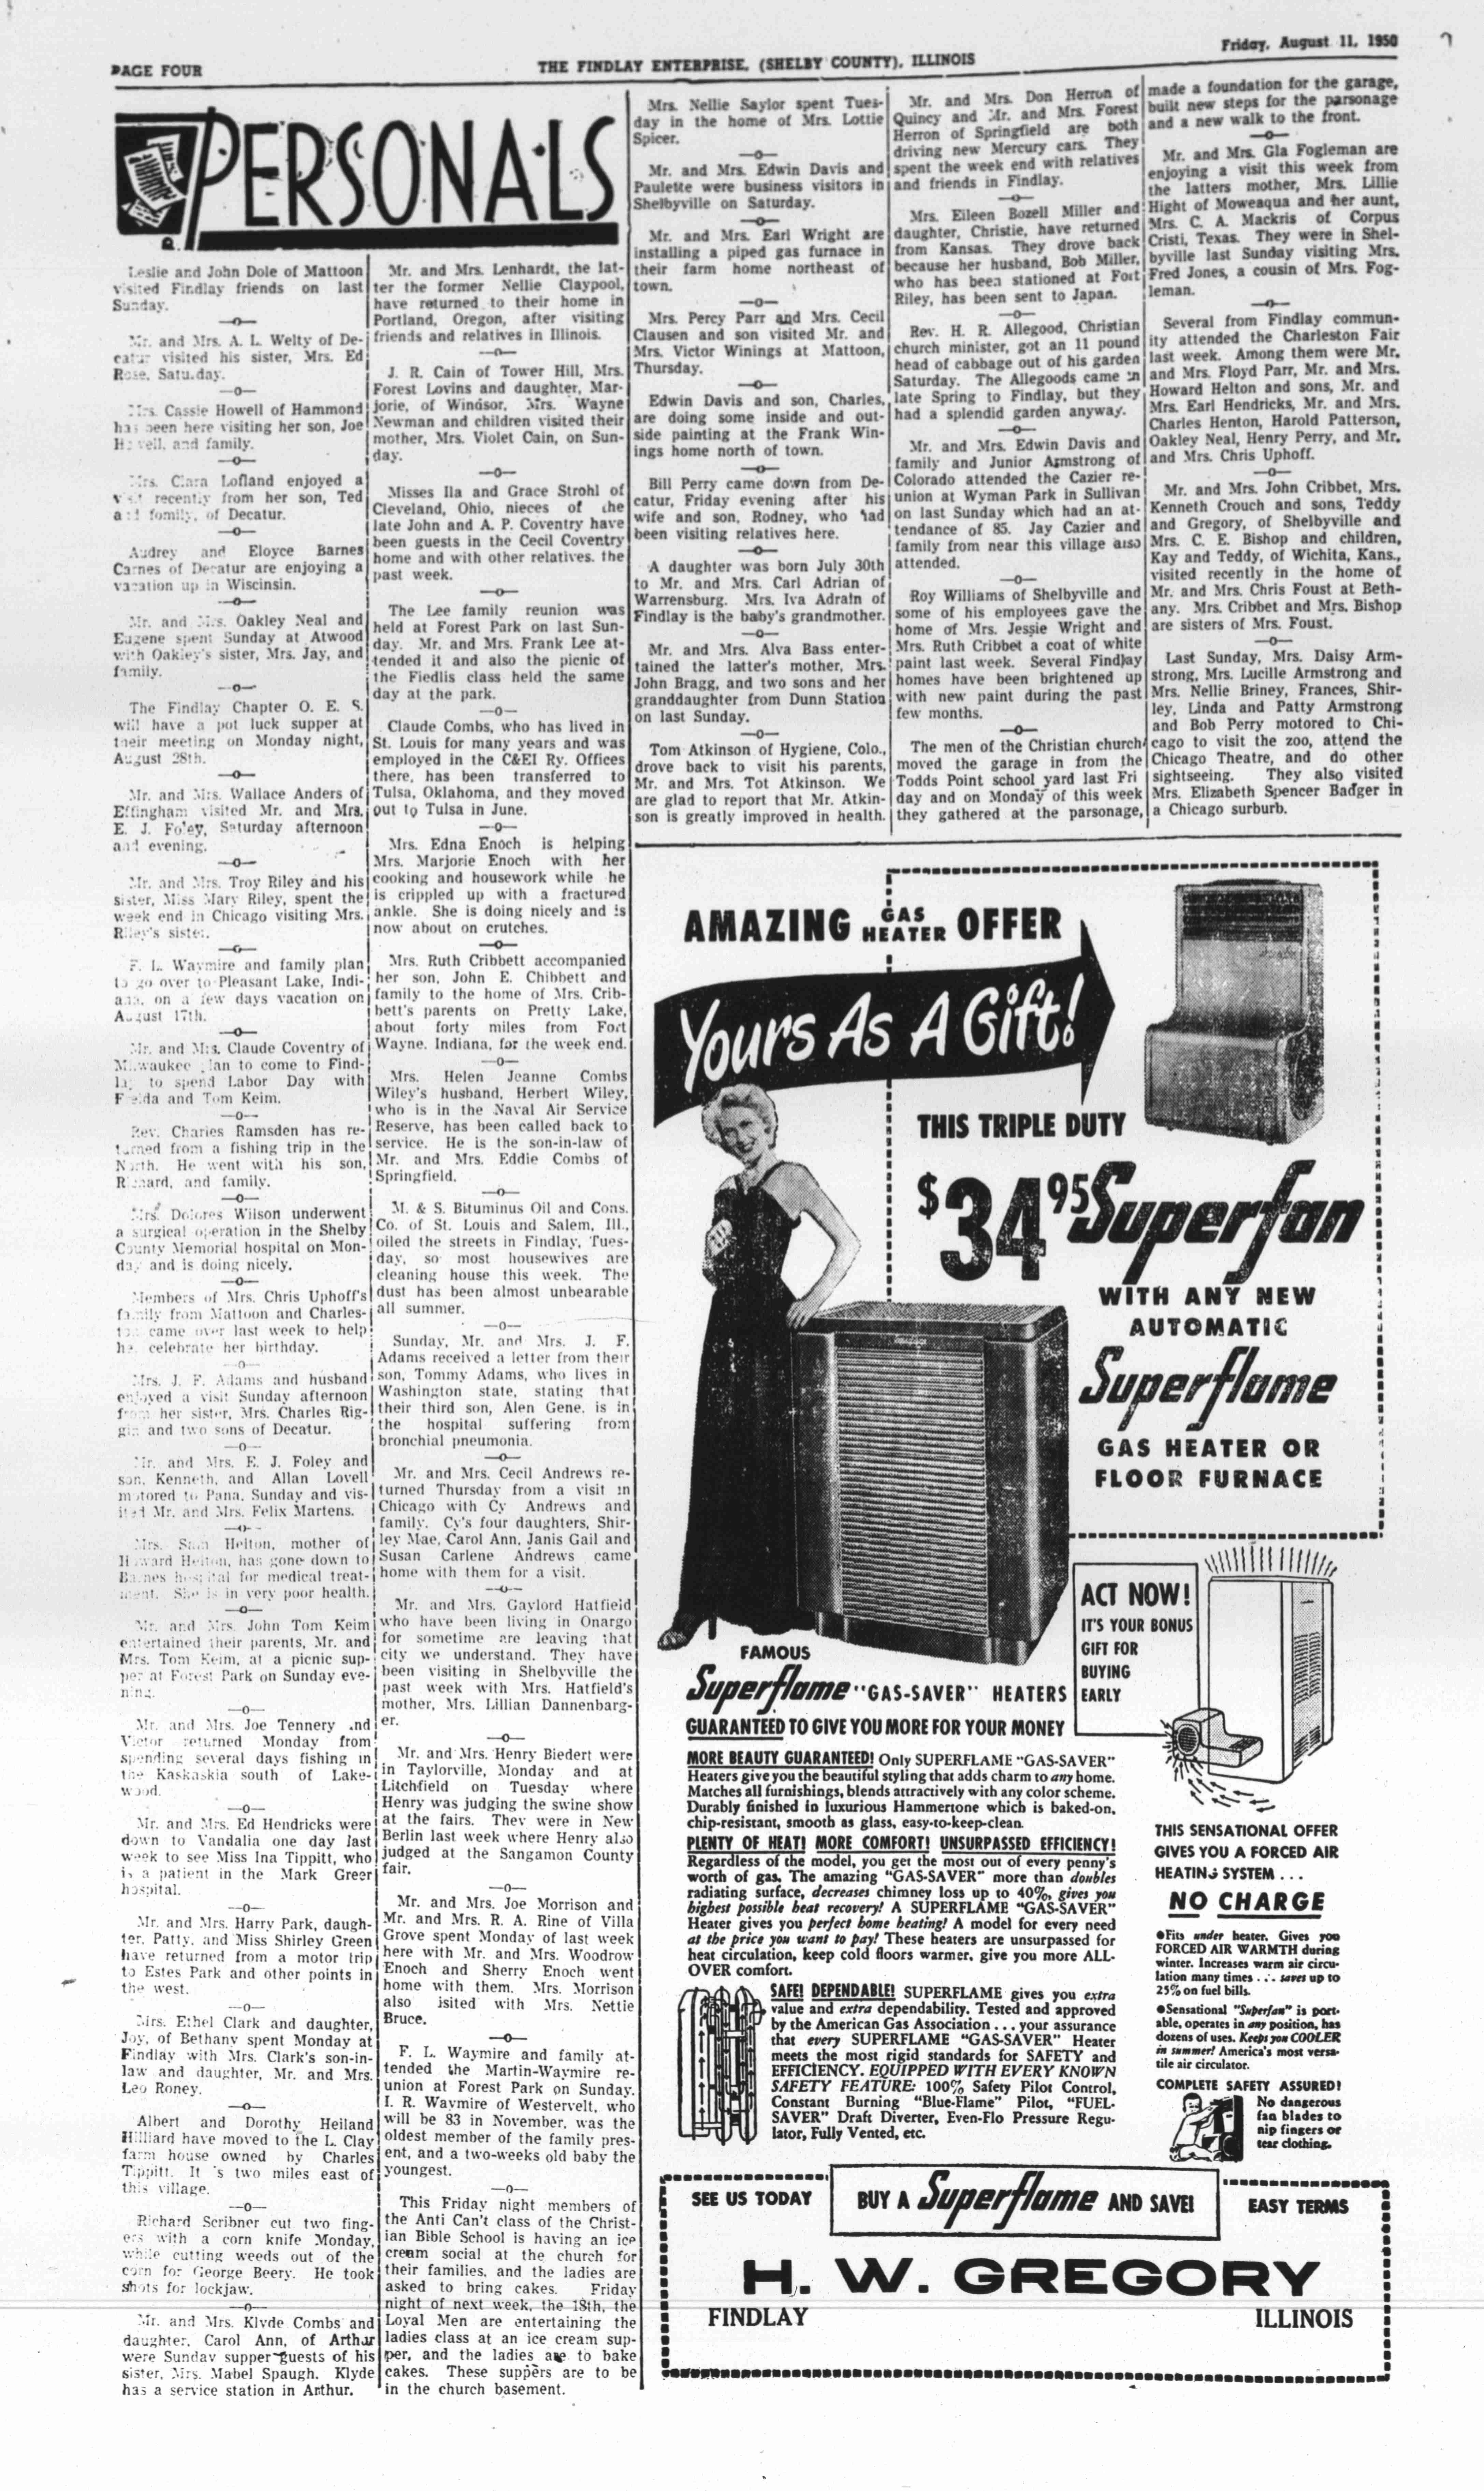 PAGE FOUR
THE FINDLAY ENTERPRISE, (SHELBY COUNTY), ILLINOIS
Friday, August 11, 1950
PERSONALS
Leslie and John Dole of Mattoon
visited Findlay friends on last
Sunday.
—o—
Mr. and Mrs. A. L. Welty of De-
catur visited his sister, Mrs. Ed
Rose, Saturday.
—o—
Mrs. Cassie Howell of Hammond
has been here visiting her son, Joe
Howell, and family.
—o—
Mrs. Clara Lofland enjoyed a
visit recently from her son, Ted
and fomily, of Decatur.
—o—
Audrey and Eloyce Barnes
Carnes of Decatur are enjoying a
vacation up in Wiscinsin.
—o—
Mr. and Mrs. Oakley Neal and
Eugene spent Sunday at Atwood
with Oakley's sister, Mrs. Jay, and
family.
—o—
The Findlay Chapter O. E. S.
will have a pot luck supper at
their meeting on Monday night,
August 28th.
—o—
Mr. and Mrs. Wallace Anders of
Effingham visited Mr. and Mrs.
E. J. Foley, Saturday afternoon
and evening.
—o—
Mr. and Mrs. Troy Riley and his
sister, Miss Mary Riley, spent the
week end in Chicago visiting Mrs.
Riley's sister.
—o—
F. L. Waymire and family plan
to go over to Pleasant Lake, Indi-
ana, on a few days vacation on
August 17th.
—o—
Mr. and Mrs. Claude Coventry of
Milwaukee plan to come to Find-
lay to spend Labor Day with
Freida and Tom Keim.
—o—
Rev. Charles Ramsden has re-
turned from a fishing trip in the
North. He went with his son,
Richard, and family.
—o—
Mrs. Dolores Wilson underwent
a surgical operation in the Shelby
County Memorial hospital on Mon-
day and is doing nicely.
—o—
Members of Mrs. Chris Uphoff's
family from Mattoon and Charles-
ton came over last week to help
her celebrate her birthday.
—o—
Mrs. J. F. Adams and husband
enjoyed a visit Sunday afternoon
from her sister, Mrs. Charles Rig-
gin and two sons of Decatur.
—o—
Mr. and Mrs. E. J. Foley and
son, Kenneth, and Allan Lovell
motored to Pana, Sunday and vis-
ited Mr. and Mrs. Felix Martens.
—o—
Mrs. Sam Helton, mother of
Howard Helton, has gone down to
Barnes hospital for medical treat-
ment. She is in very poor health.
—o—
Mr. and Mrs. John Tom Keim
entertained their parents, Mr. and
Mrs. Tom Keim, at a picnic sup-
per at Forest Park on Sunday eve-
ning.
—o—
Mr. and Mrs. Joe Tennery and
Victor returned Monday from
spending several days fishing in
the Kaskaskia south of Lake-
wood.
—o—
Mr. and Mrs. Ed Hendricks were
down to Vandalia one day last
week to see Miss Ina Tippitt, who
is a patient in the Mark Greer
hospital.
—o—
Mr. and Mrs. Harry Park, daugh-
ter, Patty, and Miss Shirley Green
have returned from a motor trip
to Estes Park and other points in
the west.
—o—
Mrs. Ethel Clark and daughter,
Joy, of Bethany spent Monday at
Findlay with Mrs. Clark's son-in-
law and daughter, Mr. and Mrs.
Leo Roney.
—o—
Albert and Dorothy Heiland
Hilliard have moved to the L. Clay
farm house owned by Charles
Tippitt. It is two miles east of
this village.
—o—
Richard Scribner cut two fing-
ers with a corn knife Monday,
while cutting weeds out of the
corn for George Beery. He took
shots for lockjaw.
—o—
Mr. and Mrs. Klyde Combs and
daughter, Carol Ann, of Arthur
were Sunday supper guests of his
sister, Mrs. Mabel Spaugh. Klyde
has a service station in Arthur.
Mr. and Mrs. Lenhardt, the lat-
ter the former Nellie Claypool,
have returned to their home in
Portland, Oregon, after visiting
friends and relatives in Illinois.
—o—
J. R. Cain of Tower Hill, Mrs.
Forest Lovins and daughter, Mar-
jorie, of Windsor, Mrs. Wayne
Newman and children visited their
mother, Mrs. Violet Cain, on Sun-
day.
—o—
Misses Ila and Grace Strohl of
Cleveland, Ohio, nieces of the
late John and A. P. Coventry have
been guests in the Cecil Coventry
home and with other relatives. the
past week.
—o—
The Lee family reunion was
held at Forest Park on last Sun-
day. Mr. and Mrs. Frank Lee at-
tended it and also the picnic of
the Fiedlis class held the same
day at the park.
—o—
Claude Combs, who has lived in
St. Louis for many years and was
employed in the C&EI Ry. Offices
there, has been transferred to
Tulsa, Oklahoma, and they moved
out to Tulsa in June.
—o—
Mrs. Edna Enoch is helping
Mrs. Marjorie Enoch with her
cooking and housework while he
is crippled up with a fractured
ankle. She is doing nicely and is
now about on crutches.
—o—
Mrs. Ruth Cribbett accompanied
her son, John E. Chibbett and
family to the home of Mrs. Crib-
bett's parents on Pretty Lake,
about forty miles from Fort
Wayne, Indiana, for the week end.
—o—
Mrs. Helen Jeanne Combs
Wiley's husband, Herbert Wiley,
who is in the Naval Air Service
Reserve, has been called back to
service. He is the son-in-law of
Mr. and Mrs. Eddie Combs of
Springfield.
—o—
M. & S. Bituminus Oil and Cons.
Co. of St. Louis and Salem, Ill.,
oiled the streets in Findlay, Tues-
day, so most housewives are
cleaning house this week. The
dust has been almost unbearable
all summer.
—o—
Sunday, Mr. and Mrs. J. F.
Adams received a letter from their
son, Tommy Adams, who lives in
Washington state, stating that
their third son, Alen Gene, is in
the hospital suffering from
bronchial pneumonia.
—o—
Mr. and Mrs. Cecil Andrews re-
turned Thursday from a visit in
Chicago with Cy Andrews and
family. Cy's four daughters, Shir-
ley Mae, Carol Ann, Janis Gail and
Susan Carlene Andrews came
home with them for a visit.
—o—
Mr. and Mrs. Gaylord Hatfield
who have been living in Onargo
for sometime are leaving that
city we understand. They have
been visiting in Shelbyville the
past week with Mrs. Hatfield's
mother, Mrs. Lillian Dannenbarg-
er.
—o—
Mr. and Mrs. Henry Biedert were
in Taylorville, Monday and at
Litchfield on Tuesday where
Henry was judging the swine show
at the fairs. They were in New
Berlin last week where Henry also
judged at the Sangamon County
fair.
—o—
Mr. and Mrs. Joe Morrison and
Mr. and Mrs. R. A. Rine of Villa
Grove spent Monday of last week
here with Mr. and Mrs. Woodrow
Enoch and Sherry Enoch went
home with them. Mrs. Morrison
also isited with Mrs. Nettie
Bruce.
—o—
F. L. Waymire and family at-
tended the Martin-Waymire re-
union at Forest Park on Sunday.
I. R. Waymire of Westervelt, who
will be 83 in November, was the
oldest member of the family pres-
ent, and a two-weeks old baby the
youngest.
—o—
This Friday night members of
the Anti Can't class of the Christ-
ian Bible School is having an ice
cream social at the church for
their families, and the ladies are
asked to bring cakes. Friday
night of next week, the 18th, the
Loyal Men are entertaining the
ladies class at an ice cream sup-
per, and the ladies are to bake
cakes. These suppers are to be
in the church basement.
Mrs. Nellie Saylor spent Tues-
day in the home of Mrs. Lottie
Spicer.
—o—
Mr. and Mrs. Edwin Davis and
Paulette were business visitors in
Shelbyville on Saturday.
—o—
Mr. and Mrs. Earl Wright are
installing a piped gas furnace in
their farm home northeast of
town.
—o—
Mrs. Percy Parr and Mrs. Cecil
Clausen and son visited Mr. and
Mrs. Victor Winings at Mattoon,
Thursday.
—o—
Edwin Davis and son, Charles,
are doing some inside and out-
side painting at the Frank Win-
ings home north of town.
—o—
Bill Perry came down from De-
catur, Friday evening after his
wife and son, Rodney, who had
been visiting relatives here.
—o—
A daughter was born July 30th
to Mr. and Mrs. Carl Adrian of
Warrensburg. Mrs. Iva Adrain of
Findlay is the baby's grandmother.
—o—
Mr. and Mrs. Alva Bass enter-
tained the latter's mother, Mrs.
John Bragg, and two sons and her
granddaughter from Dunn Station
on last Sunday.
—o—
Tom Atkinson of Hygiene, Colo.,
drove back to visit his parents,
Mr. and Mrs. Tot Atkinson. We
are glad to report that Mr. Atkin-
son is greatly improved in health.
Mr. and Mrs. Don Herron of
Quincy and Mr. and Mrs. Forest
Herron of Springfield are both
driving new Mercury cars. They
spent the week end with relatives
and friends in Findlay.
—o—
Mrs. Eileen Bozell Miller and
daughter, Christie, have returned
from Kansas. They drove back
because her husband, Bob Miller,
who has been stationed at Fort
Riley, has been sent to Japan.
—o—
Rev. H. R. Allegood, Christian
church minister, got an 11 pound
head of cabbage out of his garden
Saturday. The Allegoods came in
late Spring to Findlay, but they
had a splendid garden anyway.
—o—
Mr. and Mrs. Edwin Davis and
family and Junior Armstrong of
Colorado attended the Cazier re-
union at Wyman Park in Sullivan
on last Sunday which had an at-
tendance of 85. Jay Cazier and
family from near this village also
attended.
—o—
Roy Williams of Shelbyville and
some of his employees gave the
home of Mrs. Jessie Wright and
Mrs. Ruth Cribbet a coat of white
paint last week. Several Findlay
homes have been brightened up
with new paint during the past
few months.
—o—
The men of the Christian church
moved the garage in from the
Todds Point school yard last Fri
day and on Monday of this week
they gathered at the parsonage,
made a foundation for the garage,
built new steps for the parsonage
and a new walk to the front.
—o—
Mr. and Mrs. Gla Fogleman are
enjoying a visit this week from
the latters mother, Mrs. Lillie
Hight of Moweaqua and her aunt,
Mrs. C. A. Mackris of Corpus
Cristi, Texas. They were in Shel-
byville last Sunday visiting Mrs.
Fred Jones, a cousin of Mrs. Fog-
leman.
—o—
Several from Findlay commun-
ity attended the Charleston Fair
last week. Among them were Mr.
and Mrs. Floyd Parr, Mr. and Mrs.
Howard Helton and sons, Mr. and
Mrs. Earl Hendricks, Mr. and Mrs.
Charles Henton, Harold Patterson,
Oakley Neal, Henry Perry, and Mr.
and Mrs. Chris Uphoff.
—o—
Mr. and Mrs. John Cribbet, Mrs.
Kenneth Crouch and sons, Teddy
and Gregory, of Shelbyville and
Mrs. C. E. Bishop and children,
Kay and Teddy, of Wichita, Kans.,
visited recently in the home of
Mr. and Mrs. Chris Foust at Beth-
any. Mrs. Cribbet and Mrs. Bishop
are sisters of Mrs. Foust.
—o—
Last Sunday, Mrs. Daisy Arm-
strong, Mrs. Lucille Armstrong and
Mrs. Nellie Briney, Frances, Shir-
ley, Linda and Patty Armstrong
and Bob Perry motored to Chi-
cago to visit the zoo, attend the
Chicago Theatre, and do other
sightseeing. They also visited
Mrs. Elizabeth Spencer Badger in
a Chicago surburb.
AMAZING GAS HEATER OFFER
Yours As A Gift!
THIS TRIPLE DUTY
$34.95 Superfan
WITH ANY NEW
AUTOMATIC
Superflame
GAS HEATER OR
FLOOR FURNACE
ACT NOW!
IT'S YOUR BONUS
GIFT FOR
BUYING
EARLY
FAMOUS
Superflame "GAS-SAVER" HEATERS
GUARANTEED TO GIVE YOU MORE FOR YOUR MONEY
MORE BEAUTY GUARANTEED! Only SUPERFLAME "GAS-SAVER"
Heaters give you the beautiful styling that adds charm to any home.
Matches all furnishings, blends attractively with any color scheme.
Durably finished in luxurious Hammertone which is baked-on,
chip-resistant, smooth as glass, easy-to-keep-clean.
PLENTY OF HEAT! MORE COMFORT! UNSURPASSED EFFICIENCY!
Regardless of the model, you get the most out of every penny's
worth of gas. The amazing "GAS-SAVER" more than doubles
radiating surface, decreases chimney loss up to 40%, gives you
highest possible heat recovery! A SUPERFLAME "GAS-SAVER"
Heater gives you perfect home heating! A model for every need
at the price you want to pay! These heaters are unsurpassed for
heat circulation, keep cold floors warmer, give you more ALL-
OVER comfort.
SAFE! DEPENDABLE! SUPERFLAME gives you extra
value and extra dependability. Tested and approved
by the American Gas Association . . . your assurance
that every SUPERFLAME "GAS-SAVER" Heater
meets the most rigid standards for SAFETY and
EFFICIENCY. EQUIPPED WITH EVERY KNOWN
SAFETY FEATURE: 100% Safety Pilot Control,
Constant Burning "Blue-Flame" Pilot, "FUEL-
SAVER" Draft Diverter, Even-Flo Pressure Regu-
lator, Fully Vented, etc.
THIS SENSATIONAL OFFER
GIVES YOU A FORCED AIR
HEATING SYSTEM . . .
NO CHARGE
●Fits under heater. Gives you
FORCED AIR WARMTH during
winter. Increases warm air circu-
lation many times . . . saves up to
25% on fuel bills.
●Sensational "Superfan" is port-
able, operates in any position, has
dozens of uses. Keeps you COOLER
in summer! America's most versa-
tile air circulator.
COMPLETE SAFETY ASSURED!
No dangerous
fan blades to
nip fingers or
tear clothing.
SEE US TODAY
BUY A Superflame AND SAVE!
EASY TERMS
H. W. GREGORY
FINDLAY
ILLINOIS